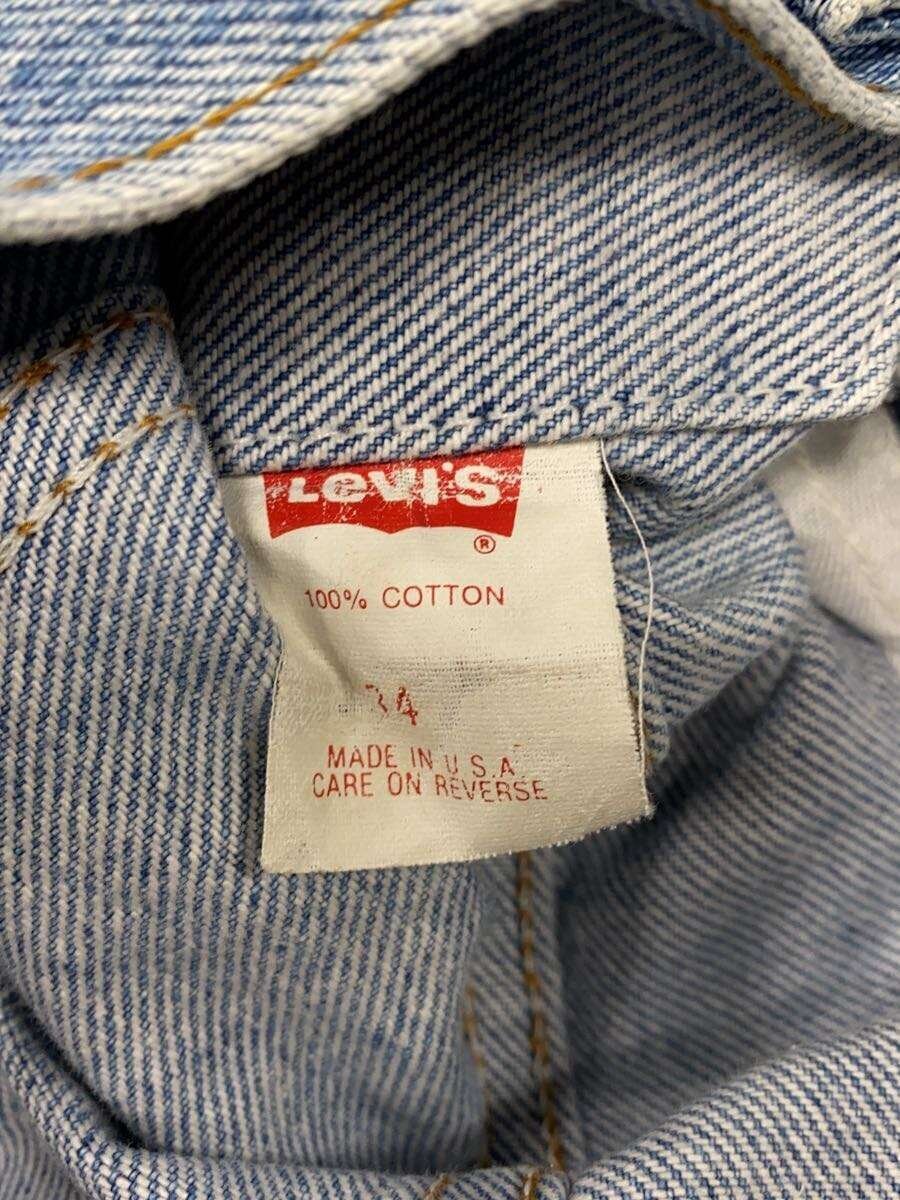 Levi's
®
100% COTTON
34
MADE IN U.S.A.
CARE ON REVERSE